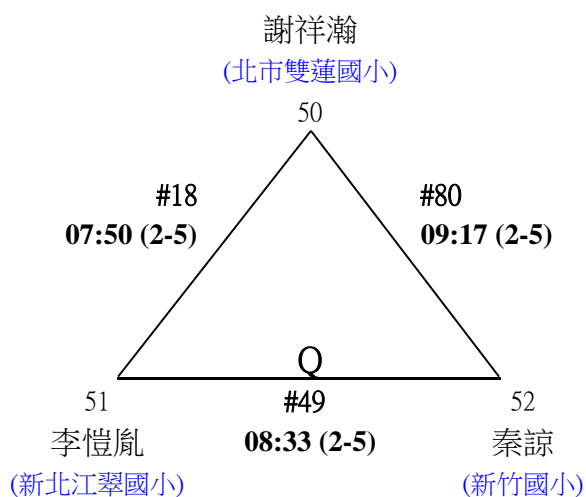 謝祥瀚
(北市雙蓮國小)
50
#18
07:50 (2-5)
#80
09:17 (2-5)
Q
51
#49
52
李愷胤
08:33 (2-5)
秦諒
(新北江翠國小)
(新竹國小)